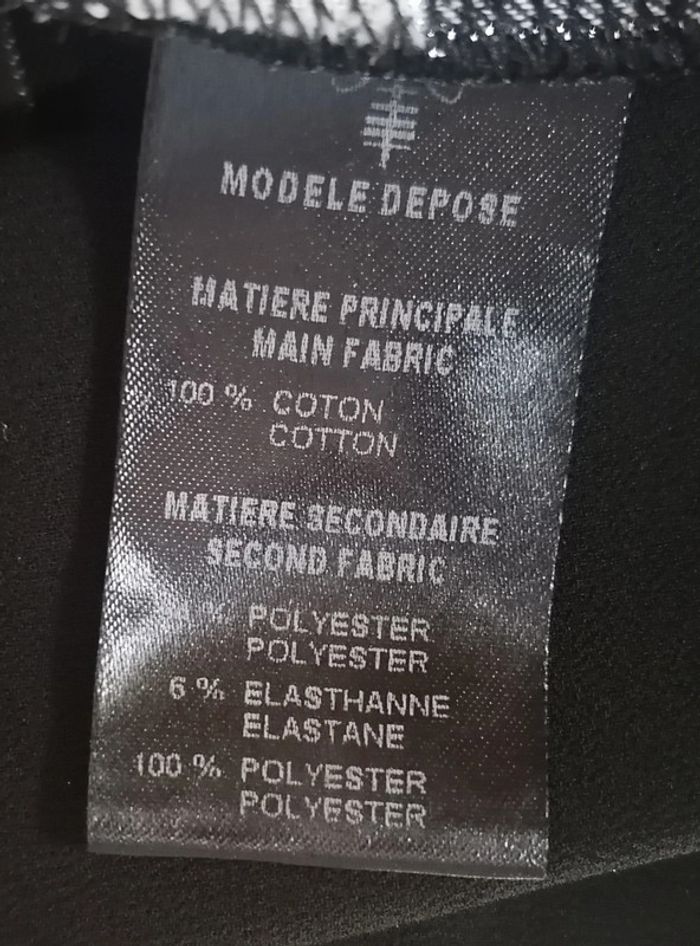 MODELE DEPOSE
MATIERE PRINCIPALE
MAIN FABRIC
100 % COTON
COTTON
MATIERE SECONDAIRE
SECOND FABRIC
% POLYESTER
POLYESTER
6 % ELASTHANNE
ELASTANE
100 % POLYESTER
POLYESTER